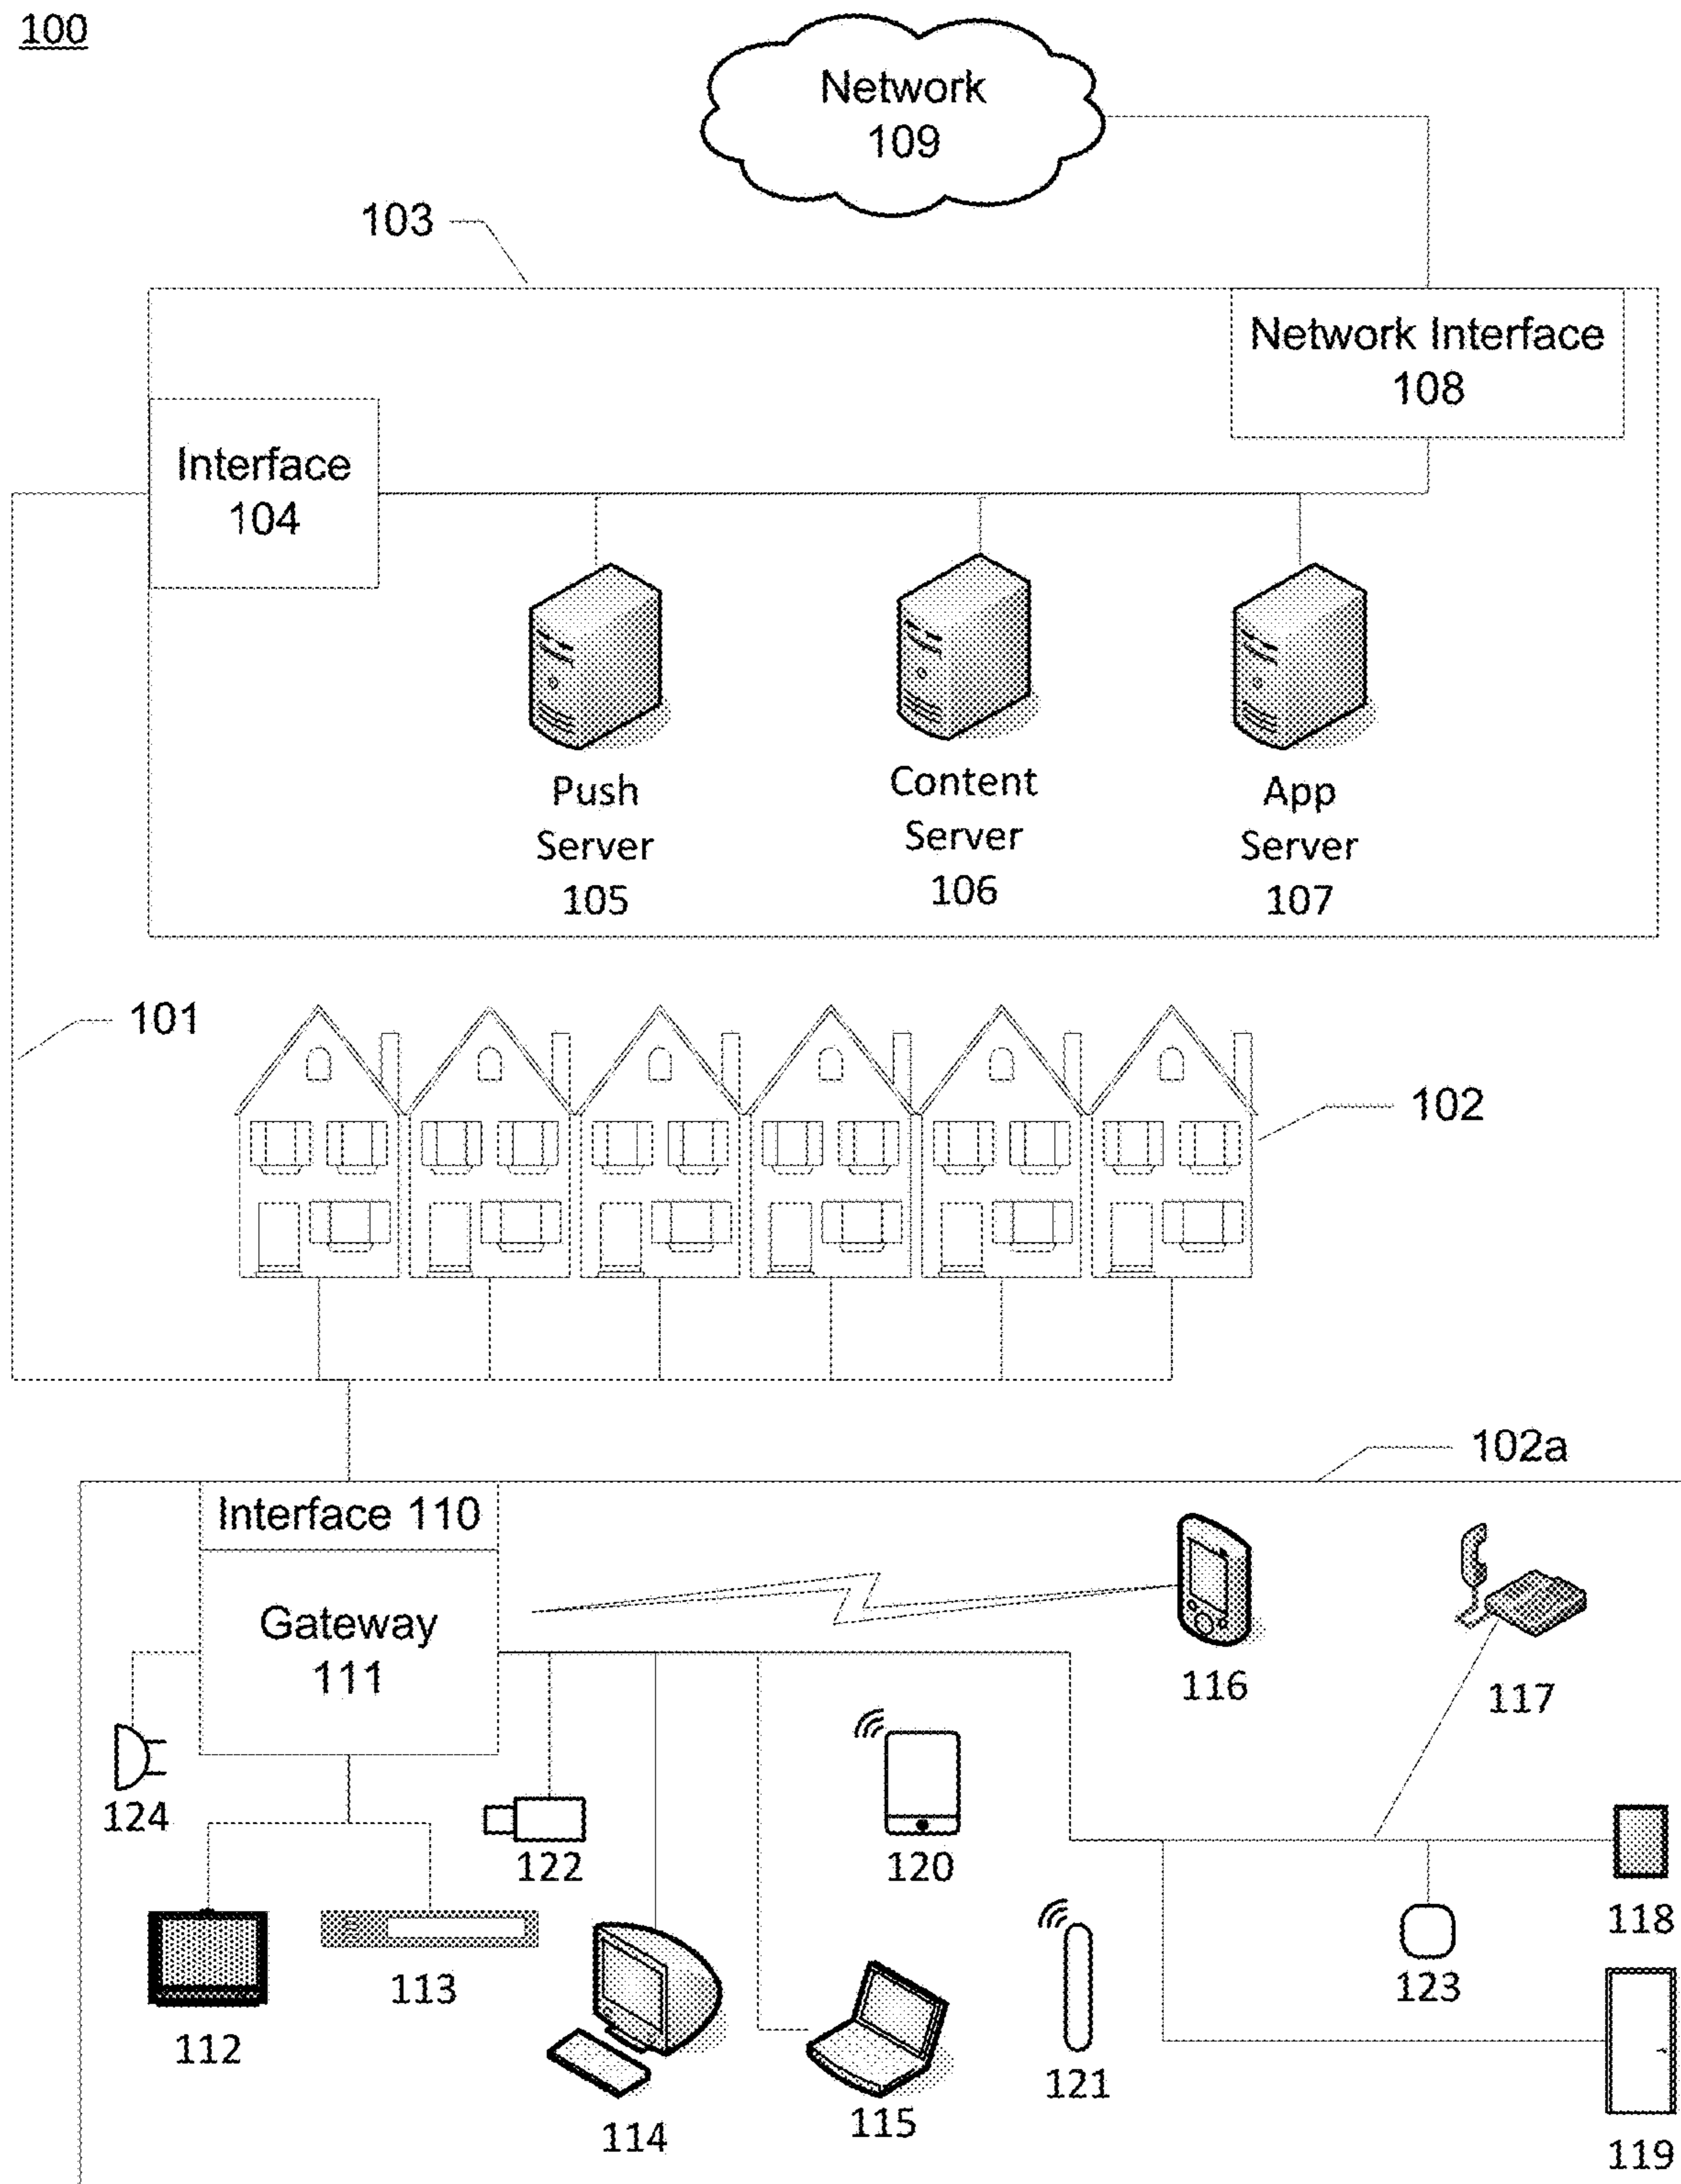 100
Network
109
103
Network Interface
108
Interface
104
Push
Server
105
Content
Server
106
App
Server
107
101
102
102a
Interface 110
Gateway
111
116
117
124
122
120
118
113
123
112
121
114
115
119